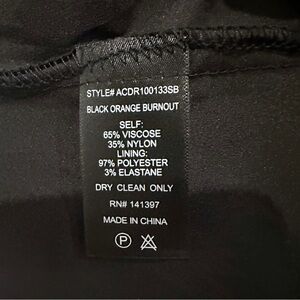 STYLE# ACDR100133SB
BLACK ORANGE BURNOUT
SELF:
65% VISCOSE
35% NYLON
LINING:
97% POLYESTER
3% ELASTANE
DRY CLEAN ONLY
RN# 141397
MADE IN CHINA
P